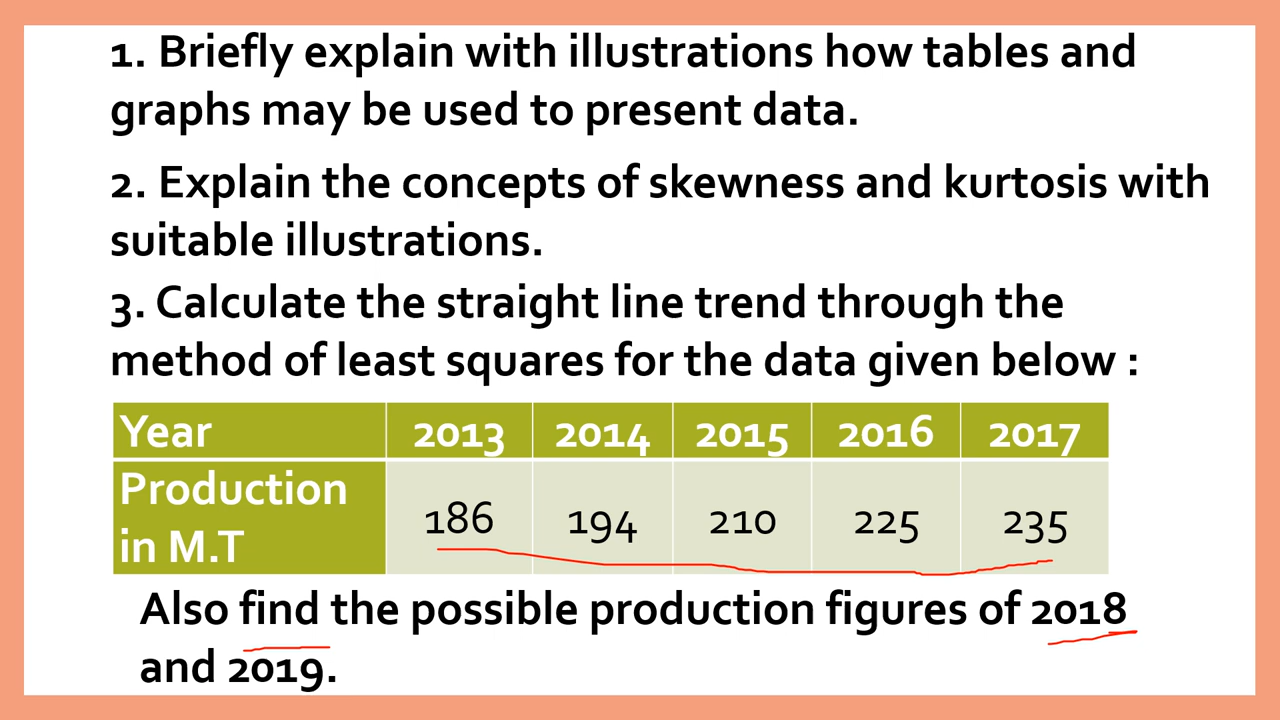 1. Briefly explain with illustrations how tables and
graphs may be used to present data.
2. Explain the concepts of skewness and kurtosis with
suitable illustrations.
3. Calculate the straight line trend through the
method of least squares for the data given below :
Year 2013 2014 2015 2016 2017
Production
in M.T 186 194 210 225 235
Also find the possible production figures of 2018
and 2019.